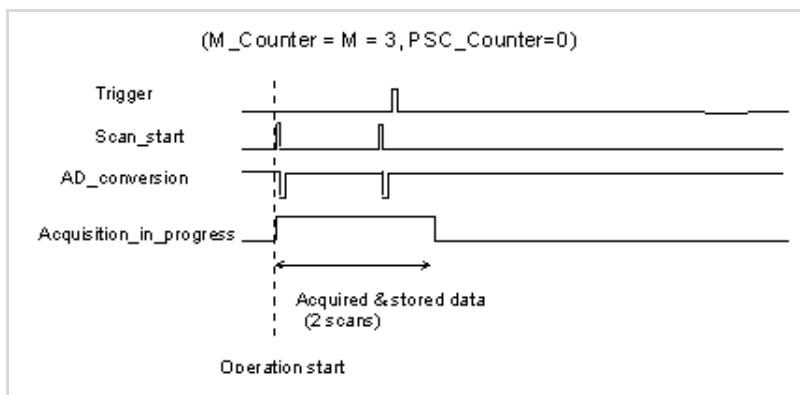 (M_Counter = M = 3, PSC_Counter=0)
Trigger
Scan_start
AD_conversion
Acquisition_in_progress
Acquired & stored data
(2 scans)
Operation start